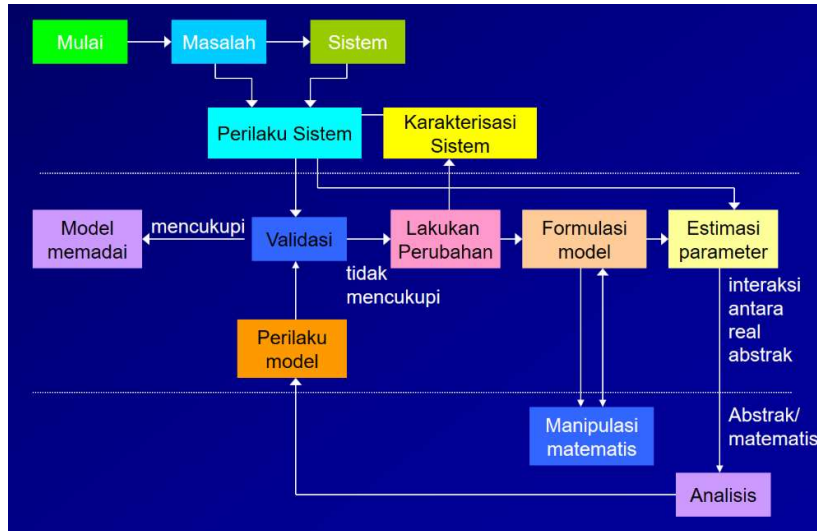 Mulai
Masalah
Sistem
Perilaku Sistem
Karakterisasi
Sistem
Model
memadai
mencukupi
Validasi
tidak
mencukupi
Lakukan
Perubahan
Formulasi
model
Estimasi
parameter
interaksi
antara
real
abstrak
Perilaku
model
Manipulasi
matematis
Abstrak/
matematis
Analisis